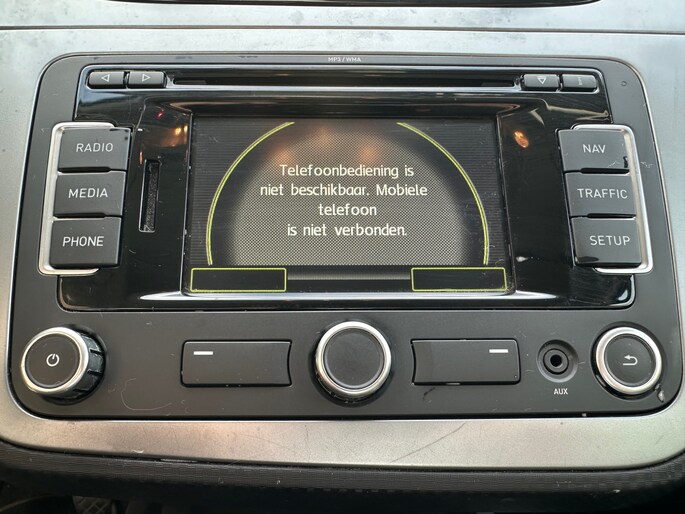 MP3/WMA
RADIO
MEDIA
PHONE
Telefoonbediening is
niet beschikbaar. Mobiele
telefoon
is niet verbonden.
NAV
TRAFFIC
SETUP
AUX